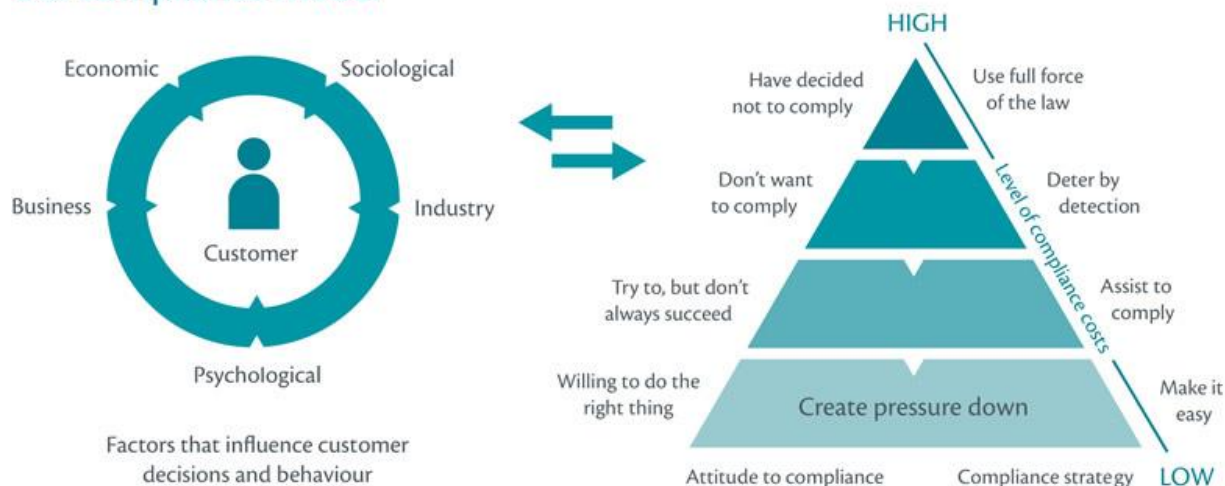 Economic
Sociological
Business
Industry
Customer
Psychological
Factors that influence customer
decisions and behaviour
HIGH
Have decided
not to comply
Use full force
of the law
Don't want
to comply
Deter by
detection
Level of compliance costs
Try to, but don't
always succeed
Assist to
comply
Willing to do the
right thing
Create pressure down
Make it
easy
Attitude to compliance
Compliance strategy
LOW